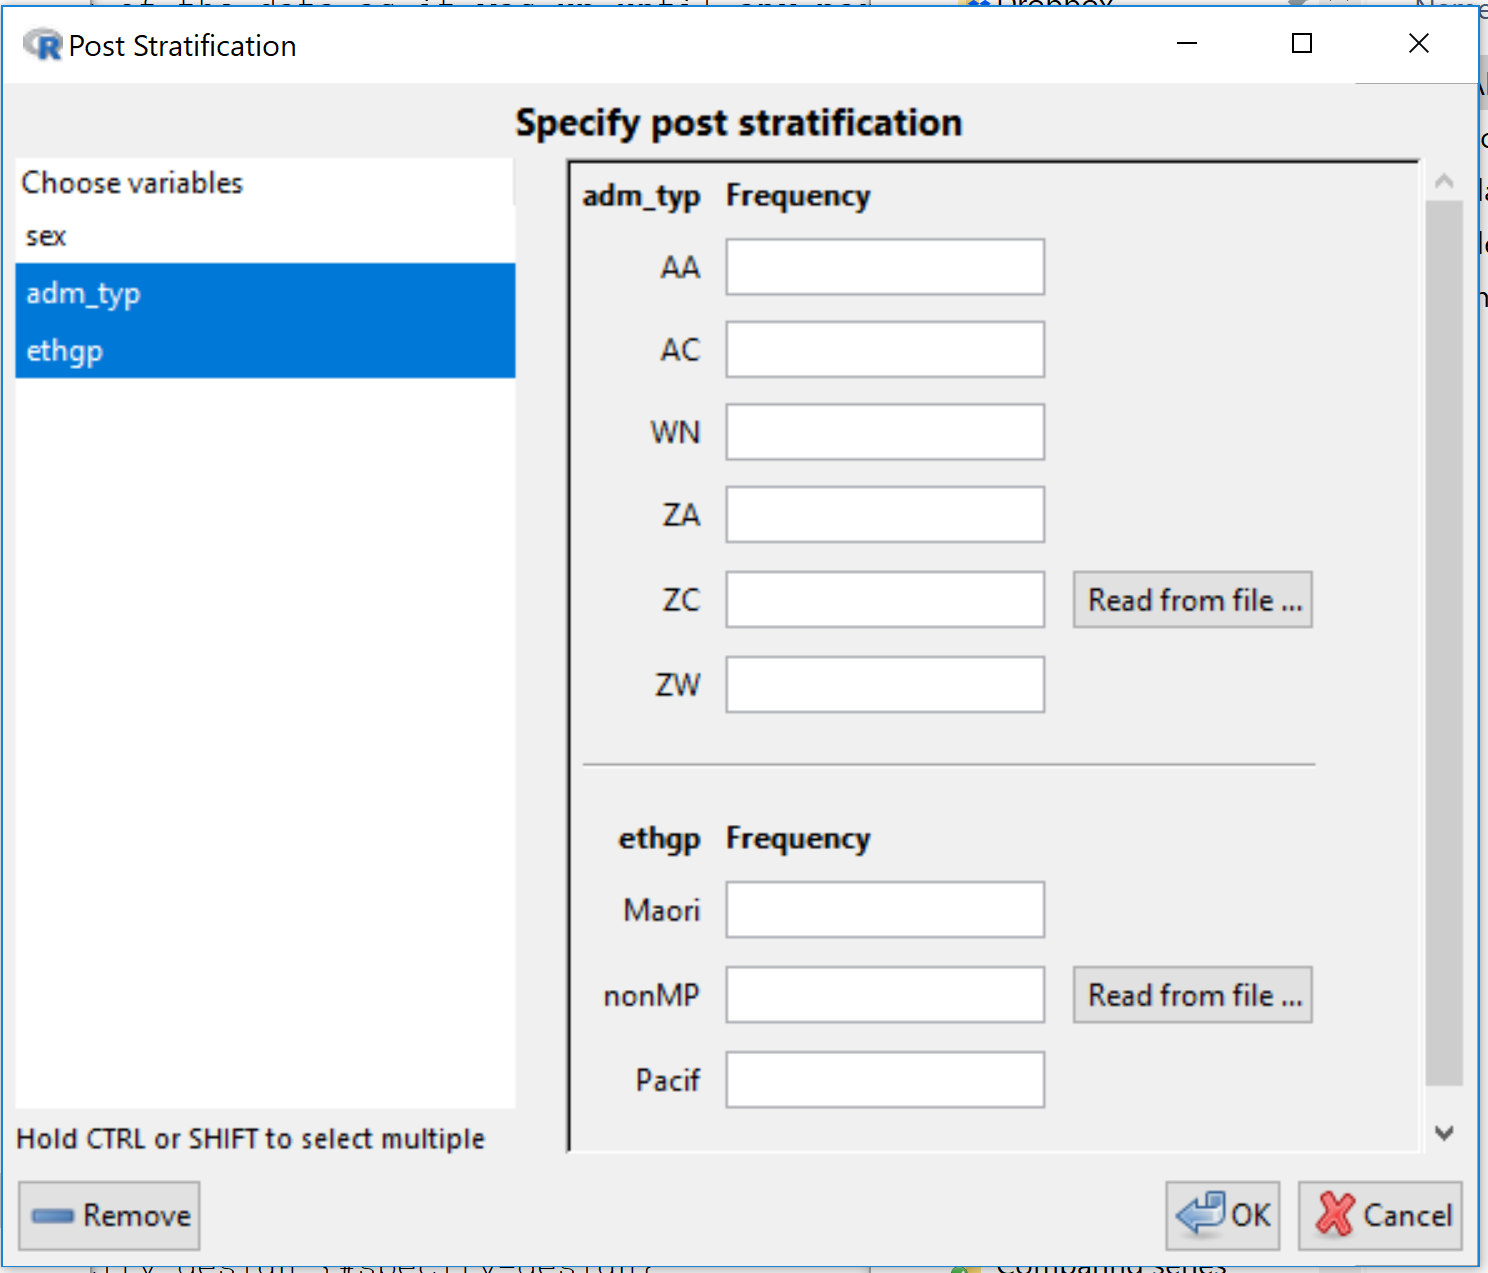 Post Stratification
Specify post stratification
Choose variables
sex
adm_typ
ethgp
adm_typ Frequency
AA
AC
WN
ZA
ZC Read from file ...
ZW
ethgp Frequency
Maori
nonMP Read from file ...
Pacif
Hold CTRL or SHIFT to select multiple
Remove
OK
Cancel